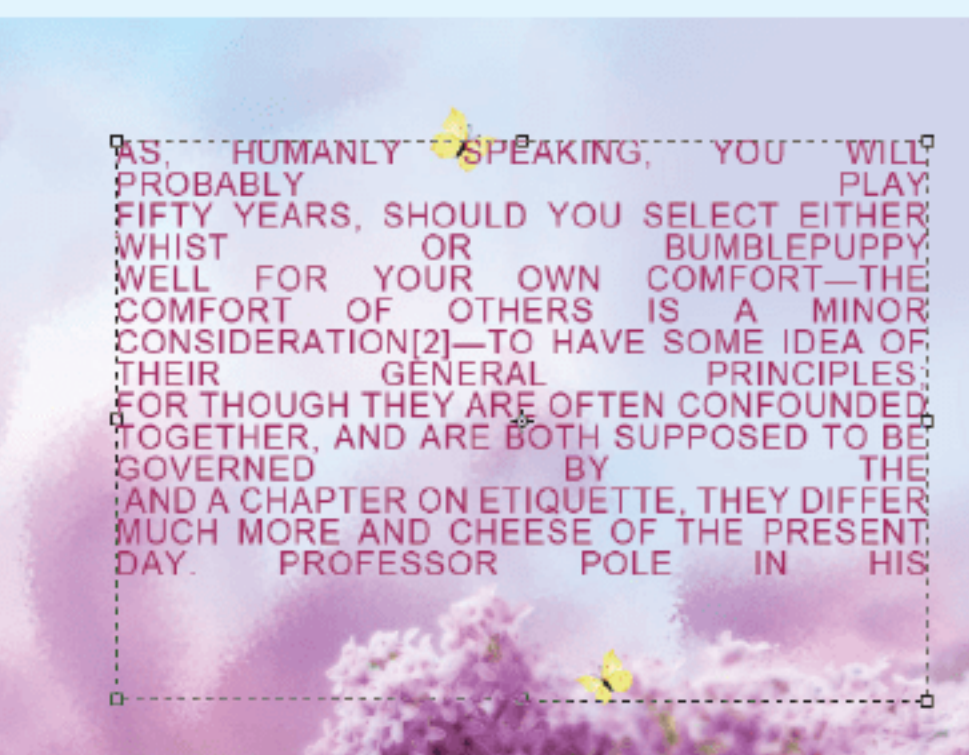 AS, HUMANLY SPEAKING, YOU WILL
PROBABLY PLAY
FIFTY YEARS, SHOULD YOU SELECT EITHER
WHIST OR BUMBLEPUPPY
WELL FOR YOUR OWN COMFORT—THE
COMFORT OF OTHERS IS A MINOR
CONSIDERATION[2]—TO HAVE SOME IDEA OF
THEIR GENERAL PRINCIPLES;
FOR THOUGH THEY ARE OFTEN CONFOUNDED
TOGETHER, AND ARE BOTH SUPPOSED TO BE
GOVERNED BY THE
AND A CHAPTER ON ETIQUETTE, THEY DIFFER
MUCH MORE AND CHEESE OF THE PRESENT
DAY. PROFESSOR POLE IN HIS